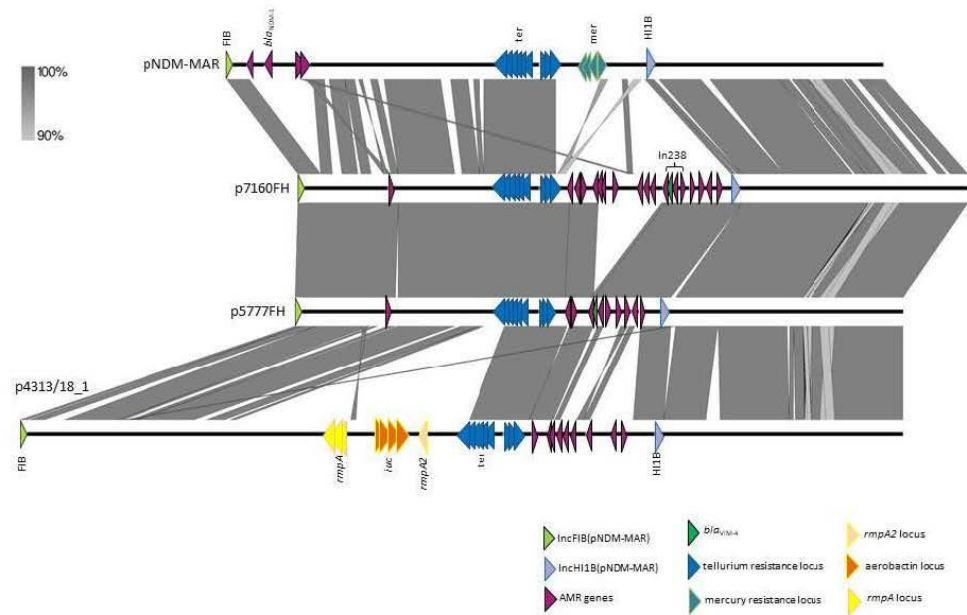 FIB
blaNDM-1
ter
mer
HI1B
pNDM-MAR
100%
90%
In238
p7160FH
p5777FH
p4313/18_1
FIB
rmpA
iuc
rmpA2
ter
HI1B
IncFIB(pNDM-MAR)
blaVIM-4
rmpA2 locus
IncHI1B(pNDM-MAR)
tellurium resistance locus
aerobactin locus
AMR genes
mercury resistance locus
rmpA locus